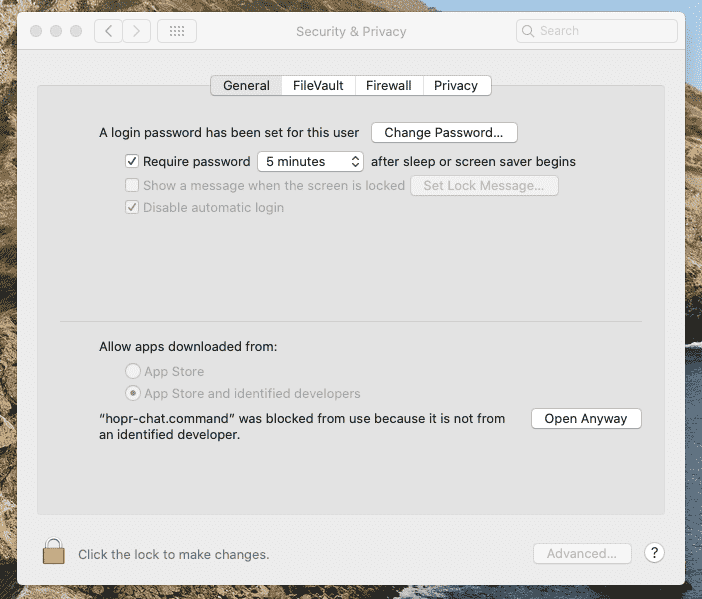 Security & Privacy
Search
General
FileVault
Firewall
Privacy
A login password has been set for this user
Change Password...
Require password
5 minutes
after sleep or screen saver begins
Show a message when the screen is locked
Set Lock Message...
Disable automatic login
Allow apps downloaded from:
App Store
App Store and identified developers
“hopr-chat.command” was blocked from use because it is not from
an identified developer.
Open Anyway
Click the lock to make changes.
Advanced...
?